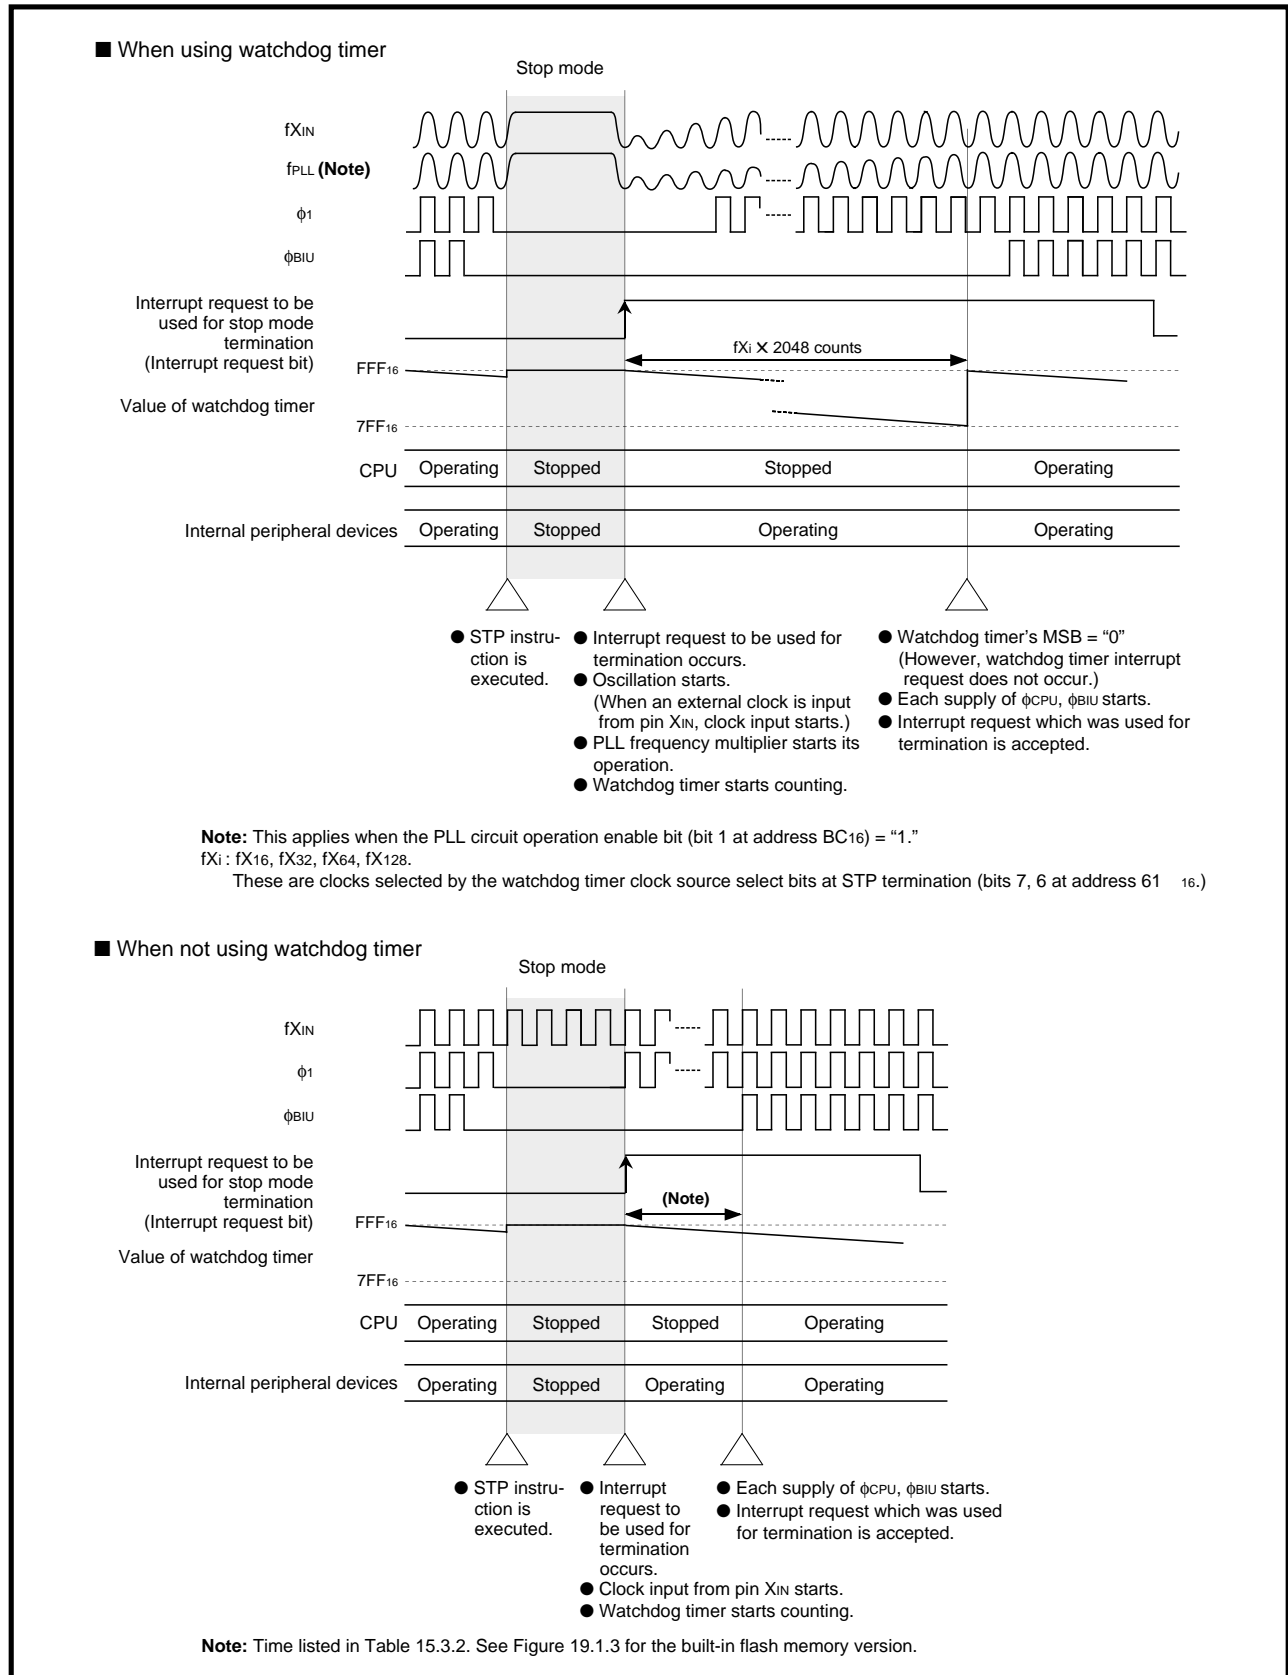 ■ When using watchdog timer
Stop mode
fXIN
fPLL (Note)
ϕ1
ϕBIU
Interrupt request to be
used for stop mode
termination
(Interrupt request bit)
fXi × 2048 counts
FFF16
Value of watchdog timer
7FF16
CPU Operating Stopped Stopped Operating
Internal peripheral devices Operating Stopped Operating Operating
● STP instru-
ction is
executed.
● Interrupt request to be used for
termination occurs.
● Oscillation starts.
(When an external clock is input
from pin XIN, clock input starts.)
● PLL frequency multiplier starts its
operation.
● Watchdog timer starts counting.
● Watchdog timer's MSB = “0”
(However, watchdog timer interrupt
request does not occur.)
● Each supply of ϕCPU, ϕBIU starts.
● Interrupt request which was used for
termination is accepted.
Note: This applies when the PLL circuit operation enable bit (bit 1 at address BC16) = “1.”
fXi : fX16, fX32, fX64, fX128.
These are clocks selected by the watchdog timer clock source select bits at STP termination (bits 7, 6 at address 61 16.)
■ When not using watchdog timer
Stop mode
fXIN
ϕ1
ϕBIU
Interrupt request to be
used for stop mode
termination
(Interrupt request bit)
(Note)
FFF16
Value of watchdog timer
7FF16
CPU Operating Stopped Stopped Operating
Internal peripheral devices Operating Stopped Operating Operating
● STP instru-
ction is
executed.
● Interrupt
request to
be used for
termination
occurs.
● Clock input from pin XIN starts.
● Watchdog timer starts counting.
● Each supply of ϕCPU, ϕBIU starts.
● Interrupt request which was used
for termination is accepted.
Note: Time listed in Table 15.3.2. See Figure 19.1.3 for the built-in flash memory version.